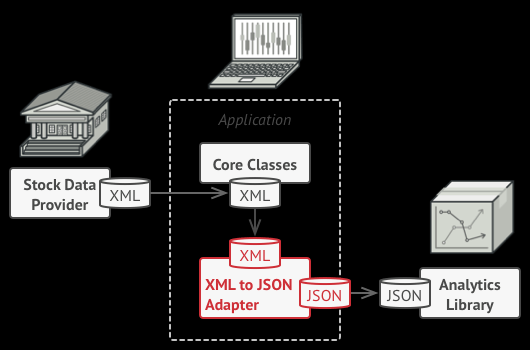 Application
Core Classes
XML
Stock Data
Provider
XML
XML
XML to JSON
Adapter
JSON
JSON
Analytics
Library